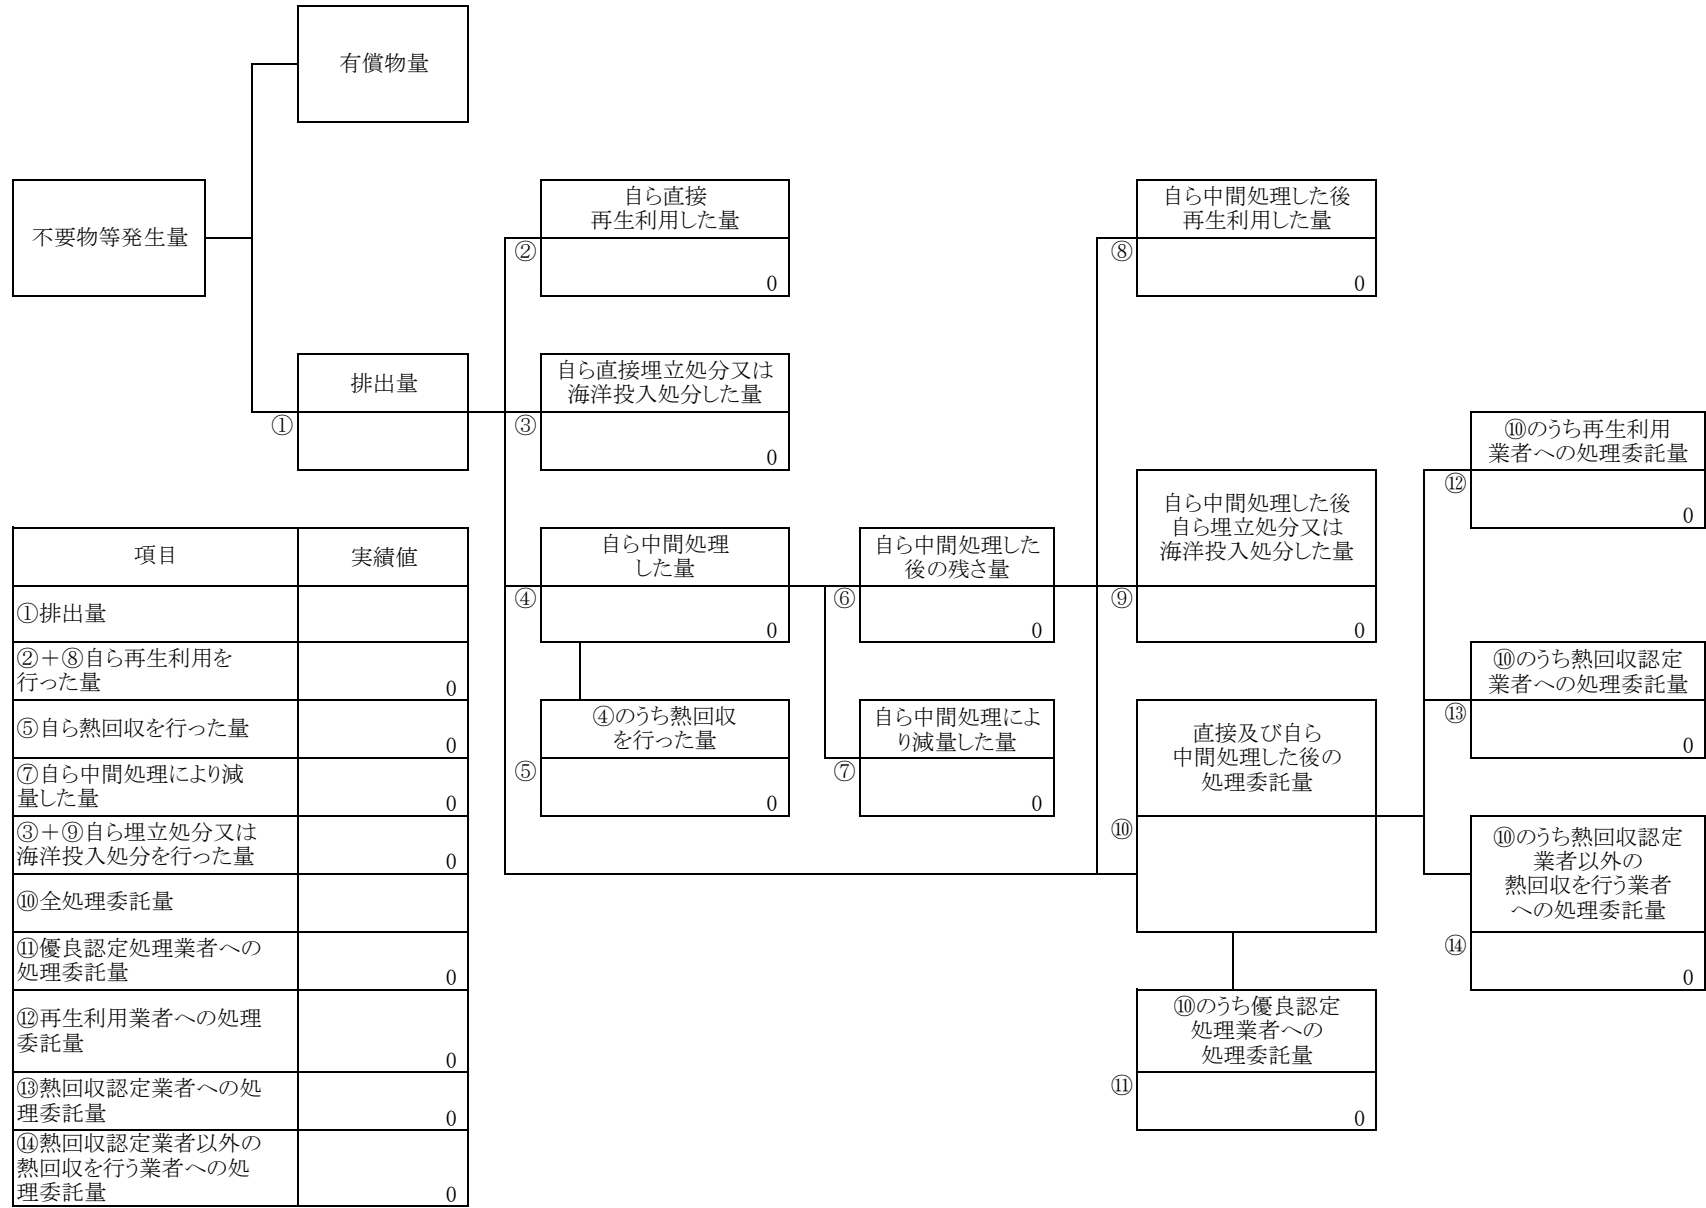 有償物量
不要物等発生量
自ら直接
再生利用した量
②
0
自ら中間処理した後
再生利用した量
⑧
0
排出量
①
自ら直接埋立処分又は
海洋投入処分した量
③
0
⑩のうち再生利用
業者への処理委託量
⑫
0
自ら中間処理した後
自ら埋立処分又は
海洋投入処分した量
⑨
0
自ら中間処理
した量
④
0
自ら中間処理した
後の残さ量
⑥
0
⑩のうち熱回収認定
業者への処理委託量
⑬
0
④のうち熱回収
を行った量
⑤
0
自ら中間処理によ
り減量した量
⑦
0
直接及び自ら
中間処理した後の
処理委託量
⑩
⑩のうち熱回収認定
業者以外の
熱回収を行う業者
への処理委託量
⑭
0
⑩のうち優良認定
処理業者への
処理委託量
⑪
0
項目 実績値
①排出量
②＋⑧自ら再生利用を
行った量 0
⑤自ら熱回収を行った量 0
⑦自ら中間処理により減
量した量 0
③＋⑨自ら埋立処分又は
海洋投入処分を行った量 0
⑩全処理委託量
⑪優良認定処理業者への
処理委託量 0
⑫再生利用業者への処理
委託量 0
⑬熱回収認定業者への処
理委託量 0
⑭熱回収認定業者以外の
熱回収を行う業者への処
理委託量 0